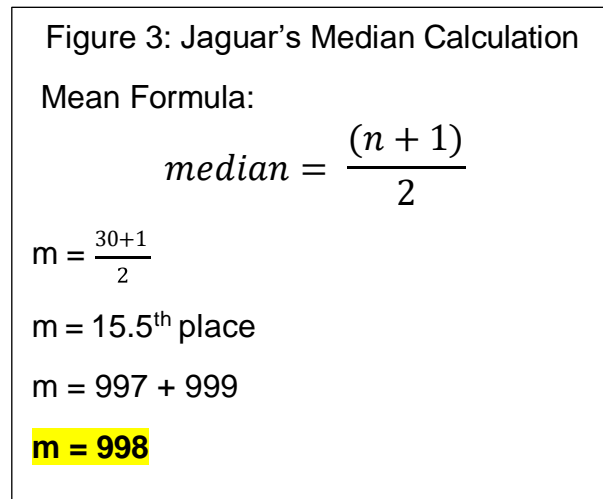 Figure 3: Jaguar’s Median Calculation
Mean Formula:
median = (n + 1) / 2
m = 30+1 / 2
m = 15.5th place
m = 997 + 999
m = 998